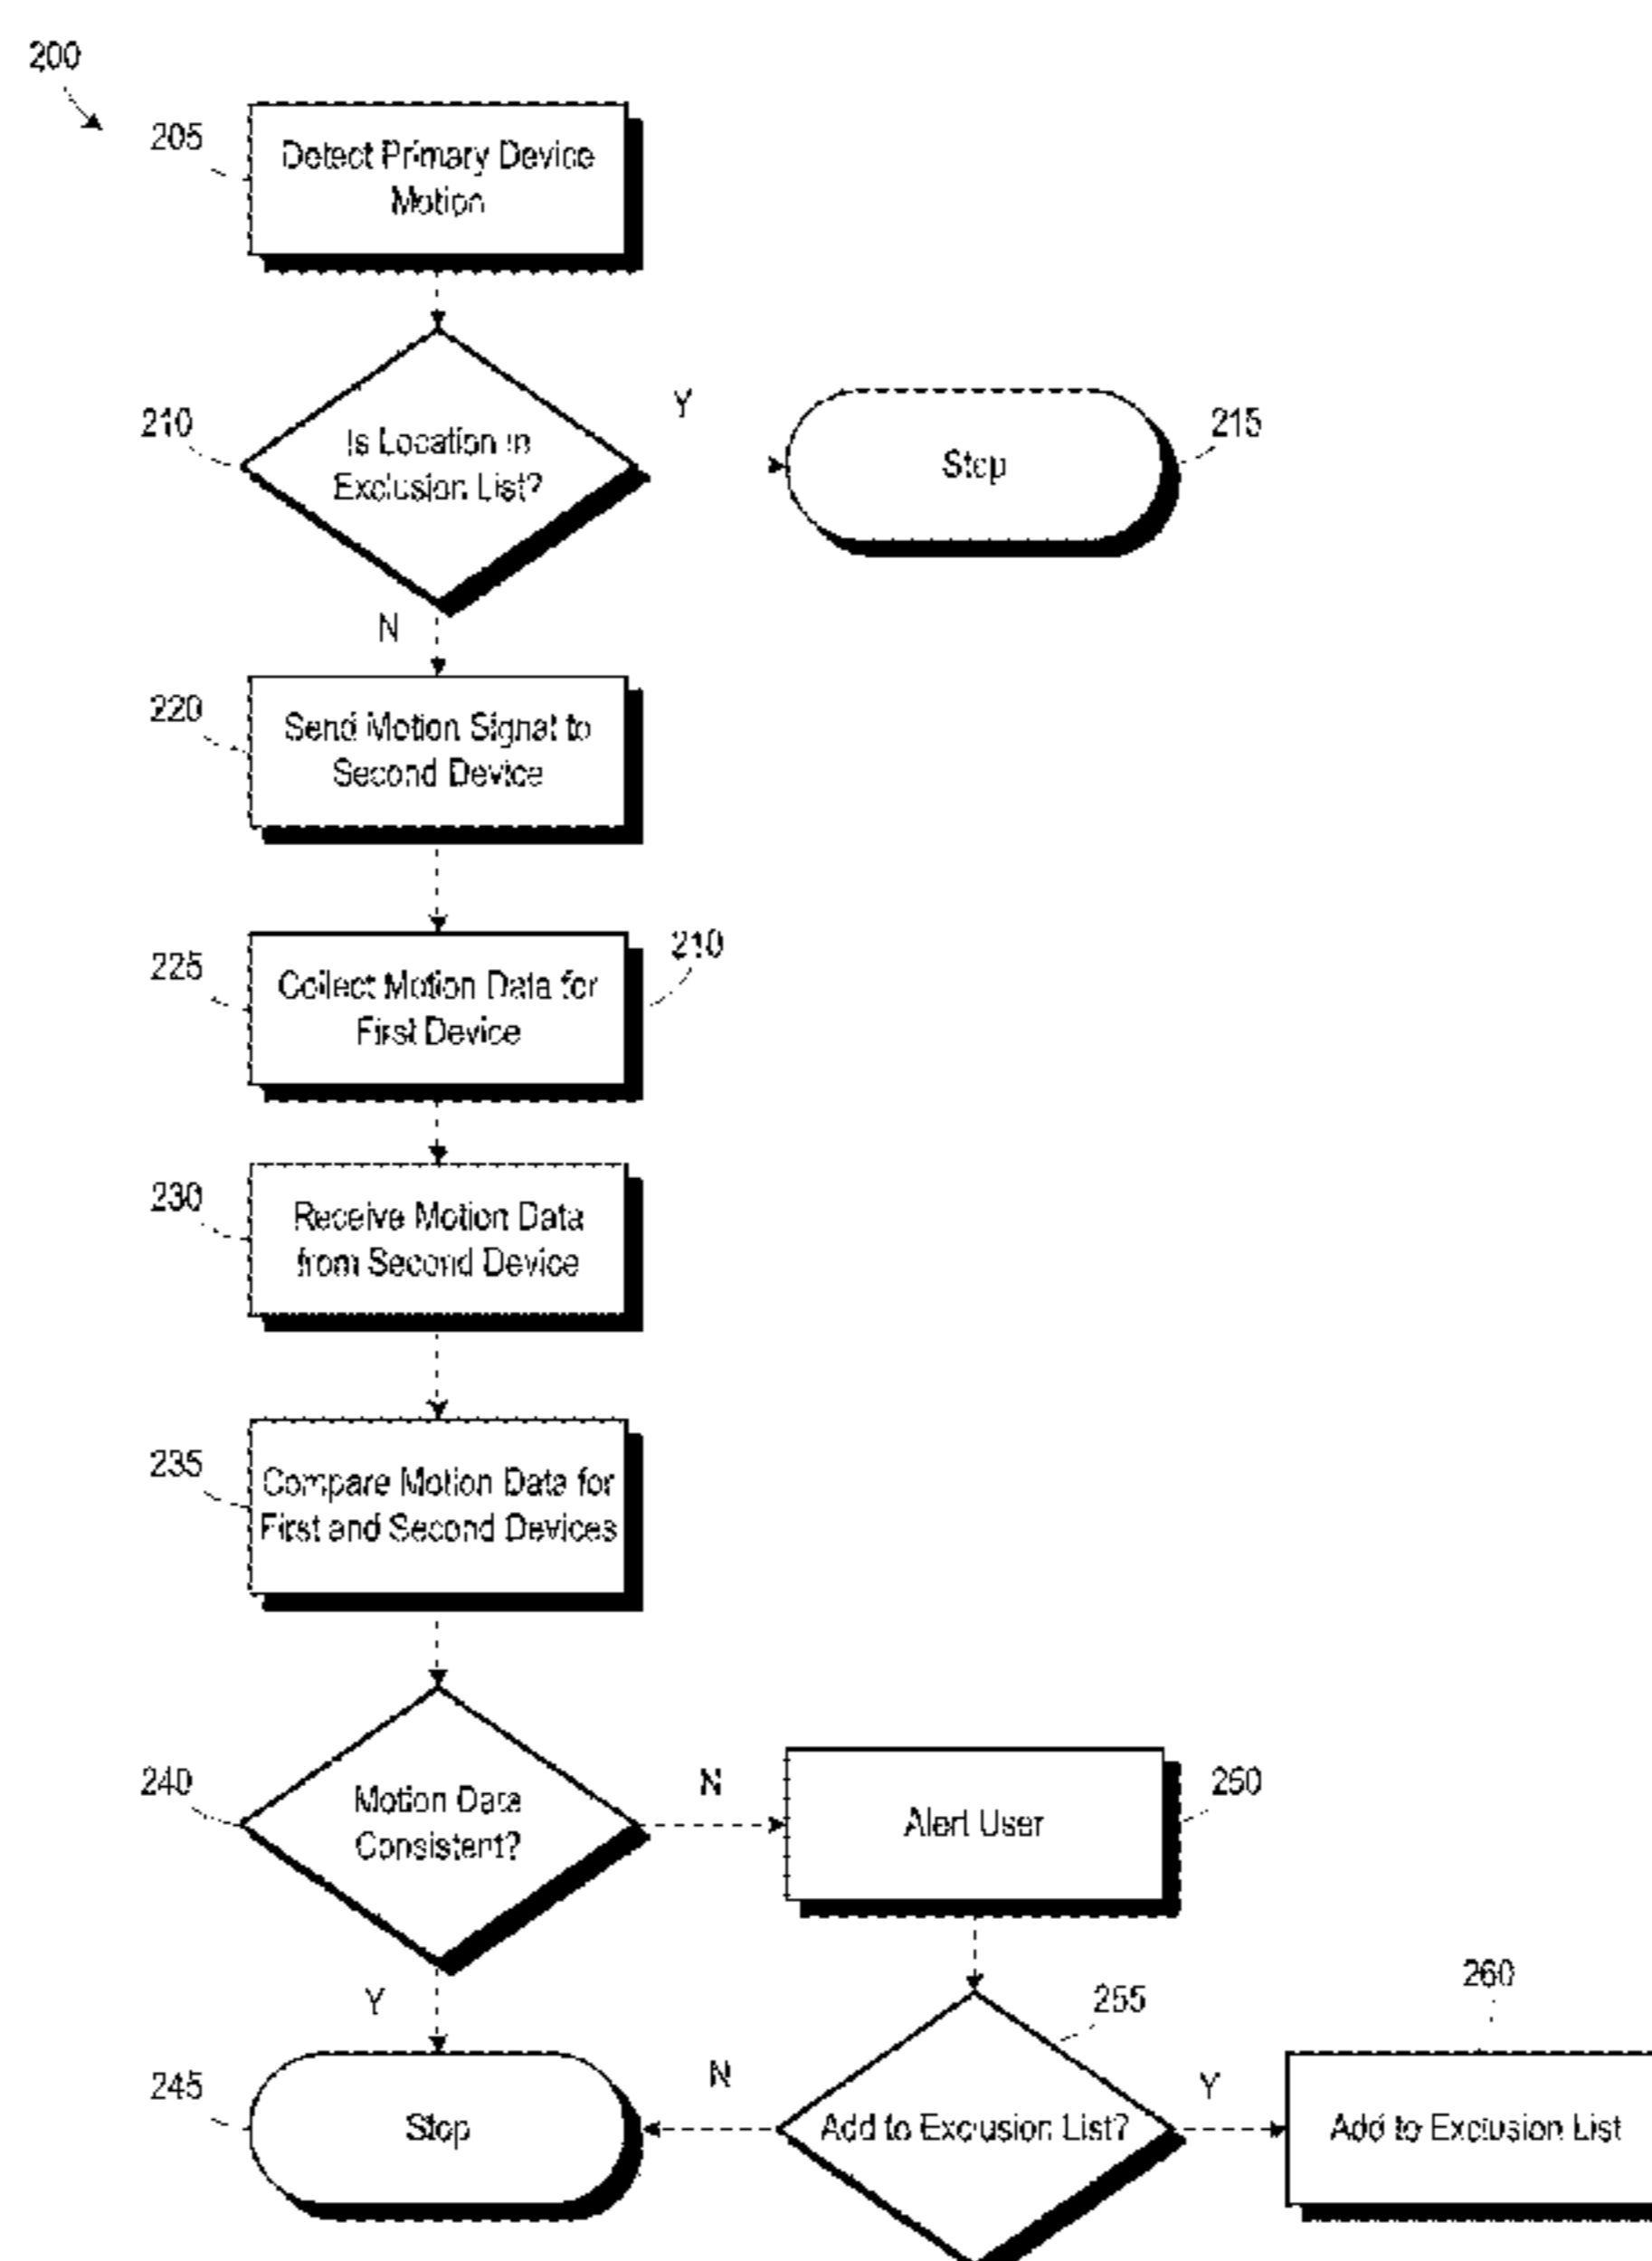 200
205
Detect Primary Device
Motion
210
Is Location in
Exclusion List?
Y
Stop
215
N
220
Send Motion Signal to
Second Device
225
Collect Motion Data for
First Device
210
230
Receive Motion Data
from Second Device
235
Compare Motion Data for
First and Second Devices
240
Motion Data
Consistent?
N
Alert User
250
Y
245
Stop
N
255
Add to Exclusion List?
Y
260
Add to Exclusion List